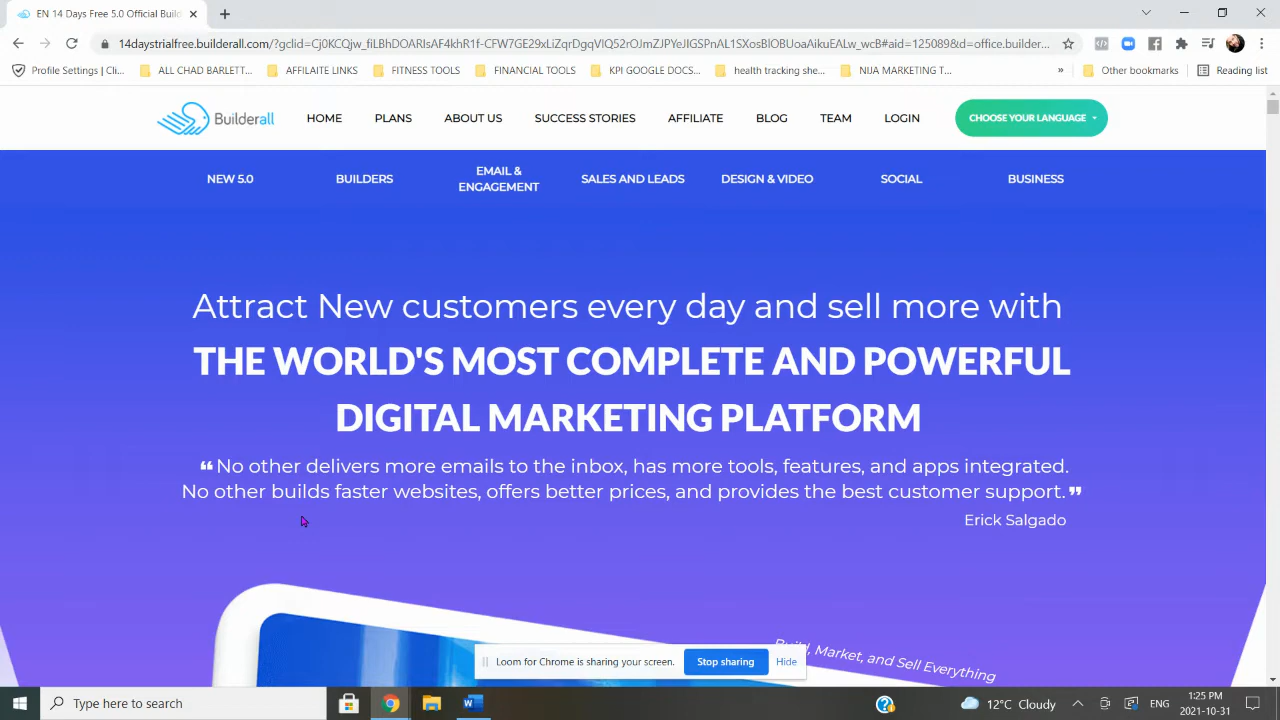 EN 14 Days Free 5.0 Official Build
14daystrialfree.builderall.com/?gclid=Cj0KCQjw_fiLBhDOARIsAF4khR1f-CFWTGE22sLiZqrDgqVlQ52rOJmZJPYeJIGSPnAL1SXosBlOBUoaAikuEALw_wcB#aid=125089&d=office.builder...
Profile Settings | Cli...
ALL CHAD BARLETT...
AFFILAITE LINKS
FITNESS TOOLS
FINANCIAL TOOLS
KPI GOOGLE DOCS...
health tracking she...
NIJA MARKETING T...
»
Other bookmarks
Reading list
Builderall
HOME
PLANS
ABOUT US
SUCCESS STORIES
AFFILIATE
BLOG
TEAM
LOGIN
CHOOSE YOUR LANGUAGE
NEW 5.0
BUILDERS
EMAIL &
ENGAGEMENT
SALES AND LEADS
DESIGN & VIDEO
SOCIAL
BUSINESS
Attract New customers every day and sell more with
THE WORLD'S MOST COMPLETE AND POWERFUL
DIGITAL MARKETING PLATFORM
❝No other delivers more emails to the inbox, has more tools, features, and apps integrated.
No other builds faster websites, offers better prices, and provides the best customer support.❞
Erick Salgado
Build, Market, and Sell Everything
Loom for Chrome is sharing your screen.
Stop sharing
Hide
Type here to search
12°C Cloudy
ENG
1:25 PM
2021-10-31